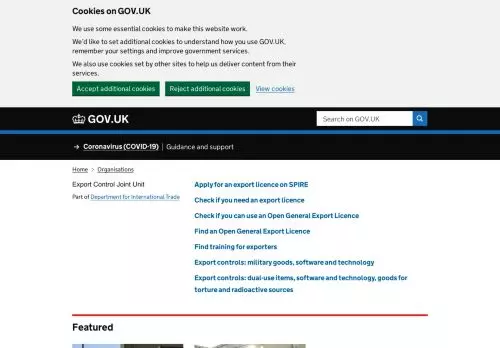 Cookies on GOV.UK
We use some essential cookies to make this website work.
We'd like to set additional cookies to understand how you use GOV.UK,
remember your settings and improve government services.
We also use cookies set by other sites to help us deliver content from their
services.
Accept additional cookies
Reject additional cookies
View cookies
GOV.UK
Search on GOV.UK
→ Coronavirus (COVID-19) | Guidance and support
Home > Organisations
Export Control Joint Unit
Part of Department for International Trade
Apply for an export licence on SPIRE
Check if you need an export licence
Check if you can use an Open General Export Licence
Find an Open General Export Licence
Find training for exporters
Export controls: military goods, software and technology
Export controls: dual-use items, software and technology, goods for
torture and radioactive sources
Featured